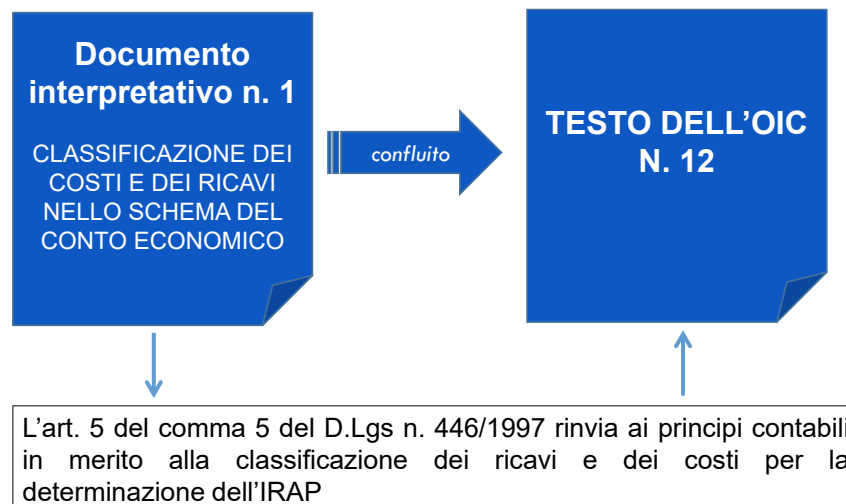 Documento
interpretativo n. 1
CLASSIFICAZIONE DEI
COSTI E DEI RICAVI
NELLO SCHEMA DEL
CONTO ECONOMICO
confluito
TESTO DELL’OIC
N. 12
L’art. 5 del comma 5 del D.Lgs n. 446/1997 rinvia ai principi contabili
in merito alla classificazione dei ricavi e dei costi per la
determinazione dell’IRAP